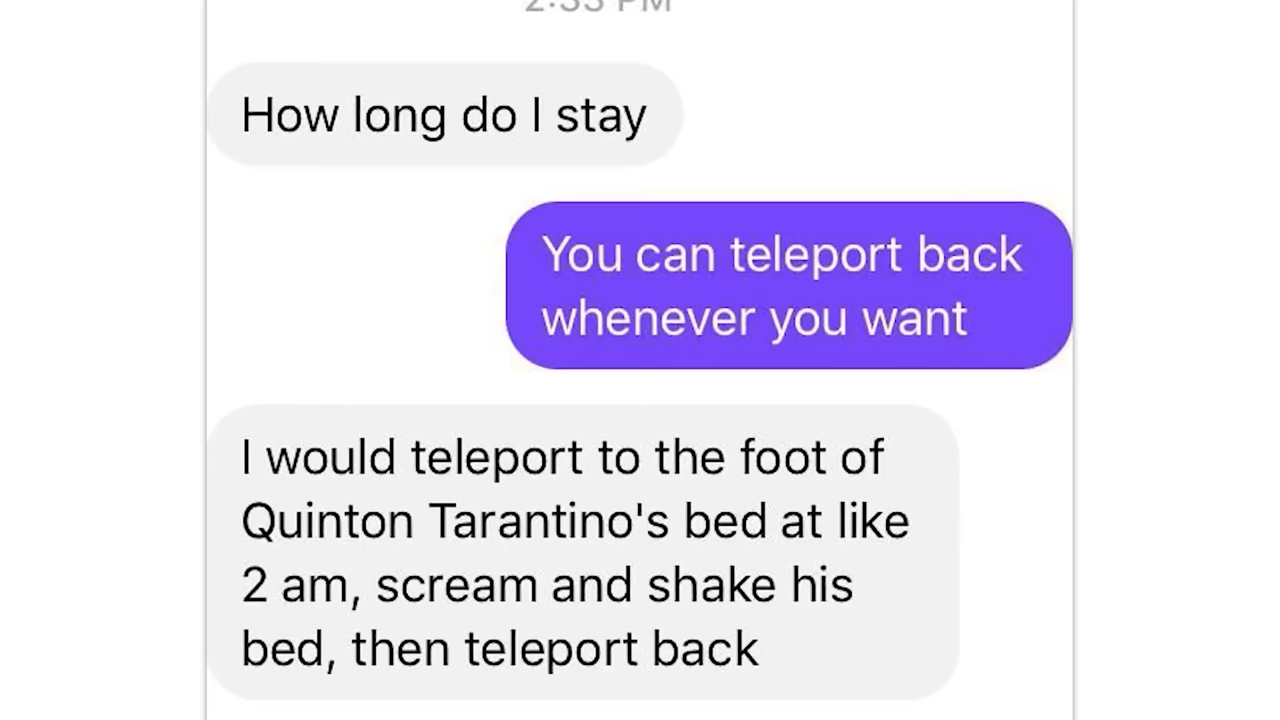 2:33 PM
How long do I stay
You can teleport back
whenever you want
I would teleport to the foot of
Quinton Tarantino's bed at like
2 am, scream and shake his
bed, then teleport back